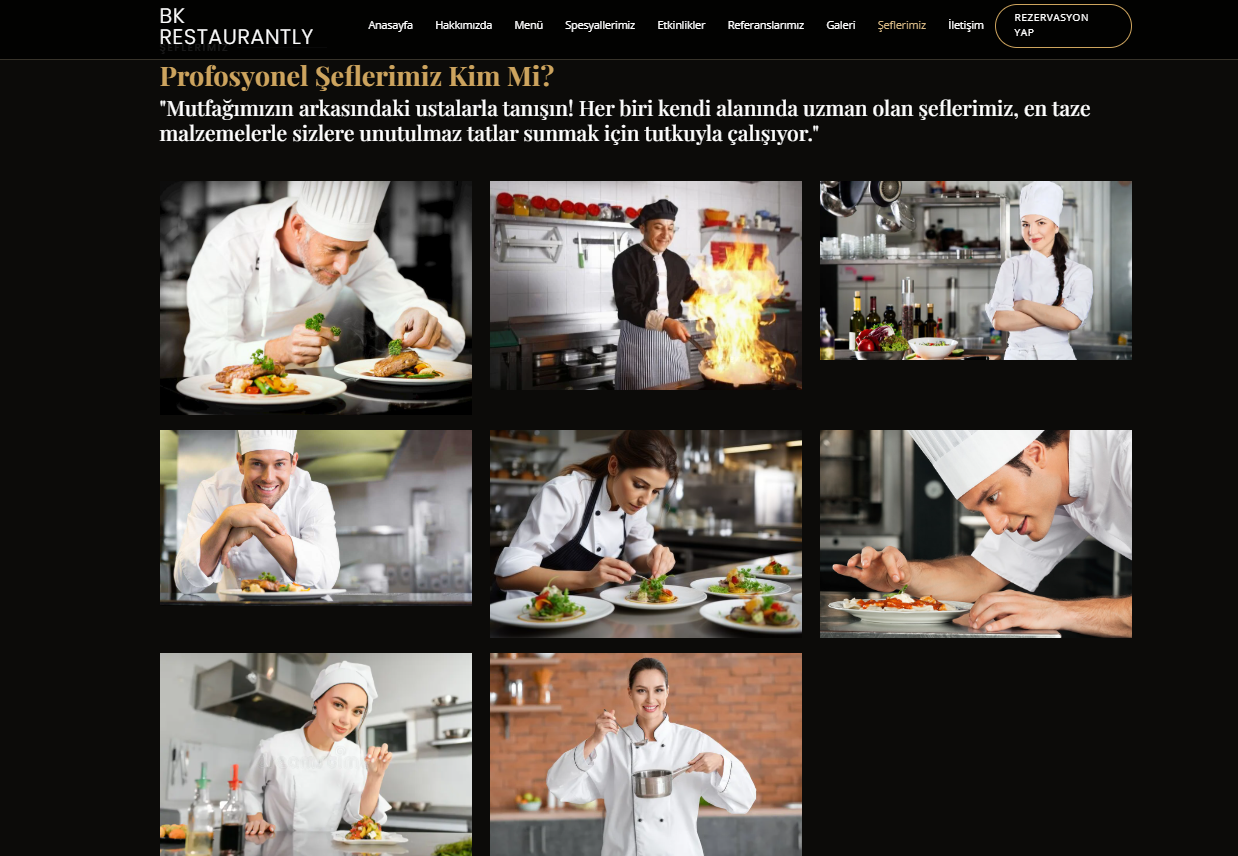 BK
RESTAURANTLY
Anasayfa Hakkımızda Menü Spesyallerimiz Etkinlikler Referanslarımız Galeri Şeflerimiz İletişim
REZERVASYON
YAP
ŞEFLERIMIZ
Profosyonel Şeflerimiz Kim Mi?
"Mutfağımızın arkasındaki ustalarla tanışın! Her biri kendi alanında uzman olan şeflerimiz, en taze
malzemelerle sizlere unutulmaz tatlar sunmak için tutkuyla çalışıyor."